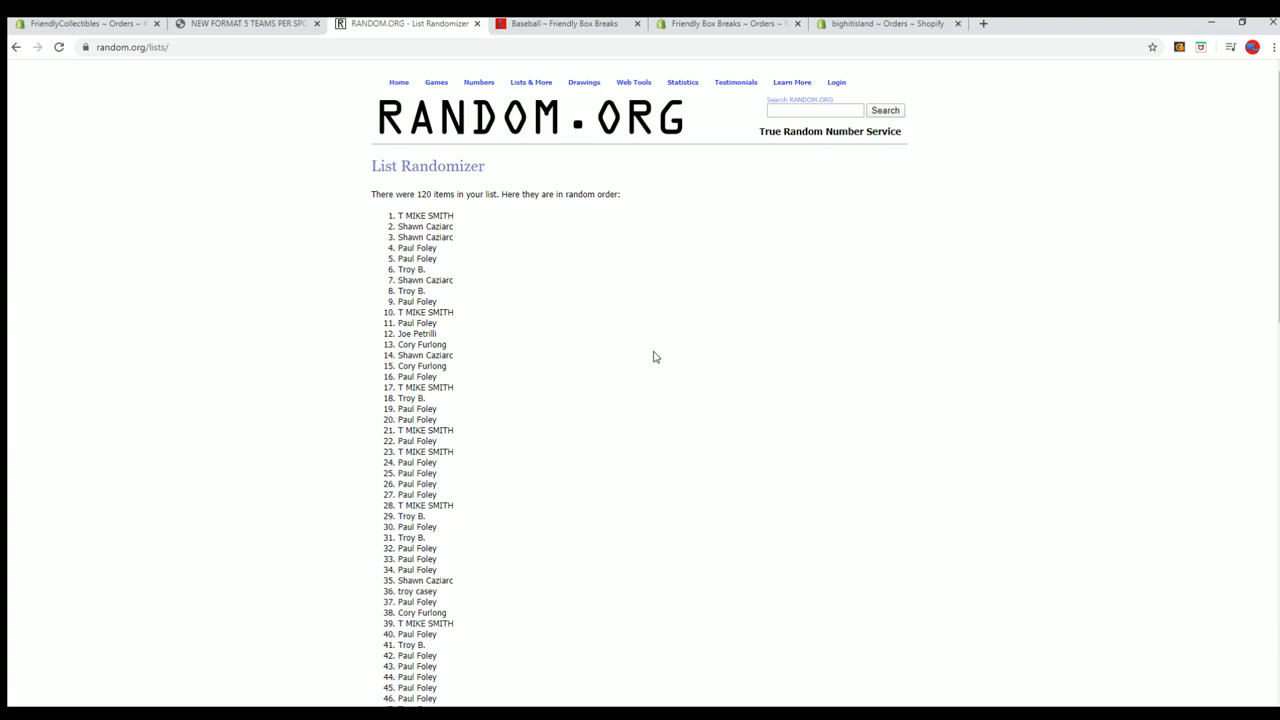 FriendlyCollectibles ~ Orders ~
NEW FORMAT 5 TEAMS PER SPO
RANDOM.ORG - List Randomizer
Baseball – Friendly Box Breaks
Friendly Box Breaks ~ Orders ~ S
bighitisland ~ Orders ~ Shopify
random.org/lists/
Home Games Numbers Lists & More Drawings Web Tools Statistics Testimonials Learn More Login
Search RANDOM.ORG
RANDOM.ORG
Search
True Random Number Service
List Randomizer
There were 120 items in your list. Here they are in random order:
1. T MIKE SMITH
2. Shawn Caziarc
3. Shawn Caziarc
4. Paul Foley
5. Paul Foley
6. Troy B.
7. Shawn Caziarc
8. Troy B.
9. Paul Foley
10. T MIKE SMITH
11. Paul Foley
12. Joe Petrilli
13. Cory Furlong
14. Shawn Caziarc
15. Cory Furlong
16. Paul Foley
17. T MIKE SMITH
18. Troy B.
19. Paul Foley
20. Paul Foley
21. T MIKE SMITH
22. Paul Foley
23. T MIKE SMITH
24. Paul Foley
25. Paul Foley
26. Paul Foley
27. Paul Foley
28. T MIKE SMITH
29. Troy B.
30. Paul Foley
31. Troy B.
32. Paul Foley
33. Paul Foley
34. Paul Foley
35. Shawn Caziarc
36. troy casey
37. Paul Foley
38. Cory Furlong
39. T MIKE SMITH
40. Paul Foley
41. Troy B.
42. Paul Foley
43. Paul Foley
44. Paul Foley
45. Paul Foley
46. Paul Foley